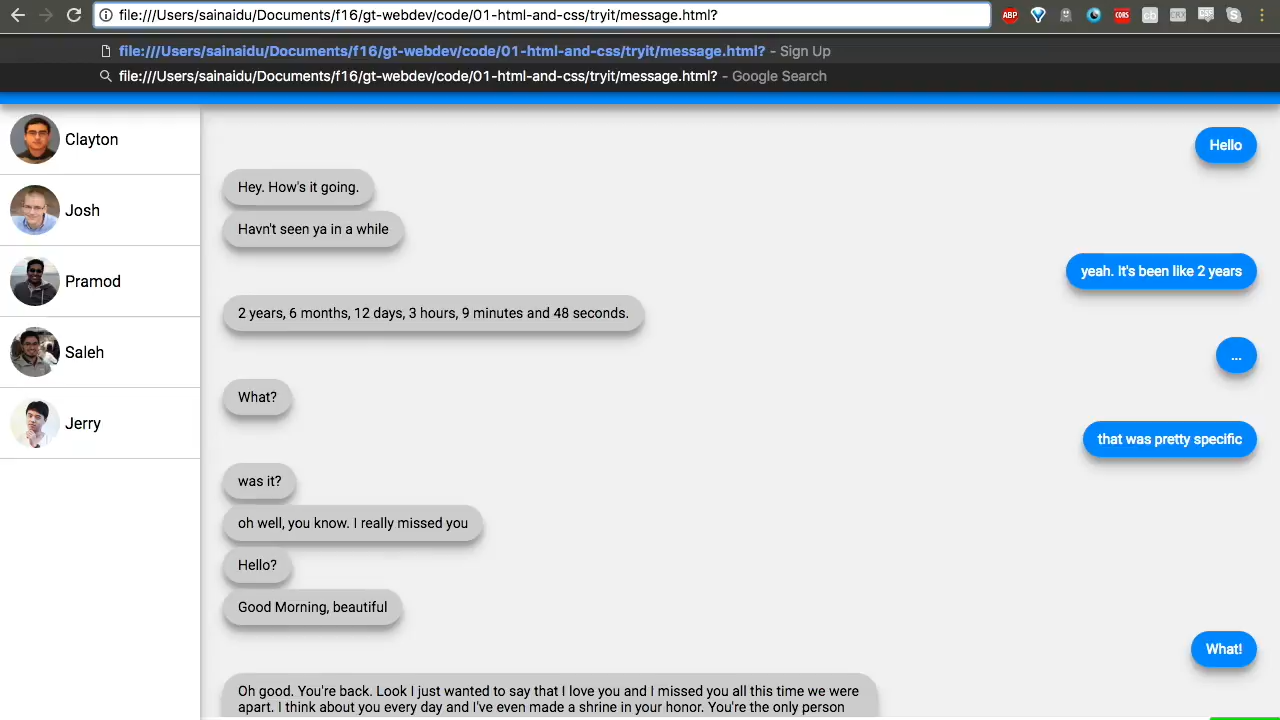 file:///Users/sainaidu/Documents/f16/gt-webdev/code/01-html-and-css/tryit/message.html?
ABP
CORS
cb
CRX
CSS
file:///Users/sainaidu/Documents/f16/gt-webdev/code/01-html-and-css/tryit/message.html? - Sign Up
file:///Users/sainaidu/Documents/f16/gt-webdev/code/01-html-and-css/tryit/message.html? - Google Search
Clayton
Josh
Pramod
Saleh
Jerry
Hello
Hey. How's it going.
Havn't seen ya in a while
yeah. It's been like 2 years
2 years, 6 months, 12 days, 3 hours, 9 minutes and 48 seconds.
...
What?
that was pretty specific
was it?
oh well, you know. I really missed you
Hello?
Good Morning, beautiful
What!
Oh good. You're back. Look I just wanted to say that I love you and I missed you all this time we were
apart. I think about you every day and I've even made a shrine in your honor. You're the only person